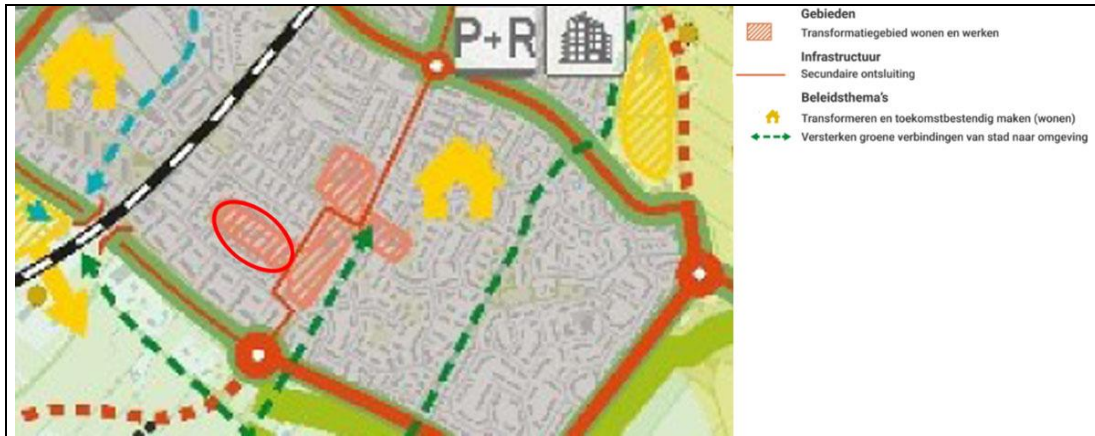 P+R
Gebieden
Transformatiegebied wonen en werken
Infrastructuur
Secundaire ontsluiting
Beleidsthema's
Transformeren en toekomstbestendig maken (wonen)
Versterken groene verbindingen van stad naar omgeving